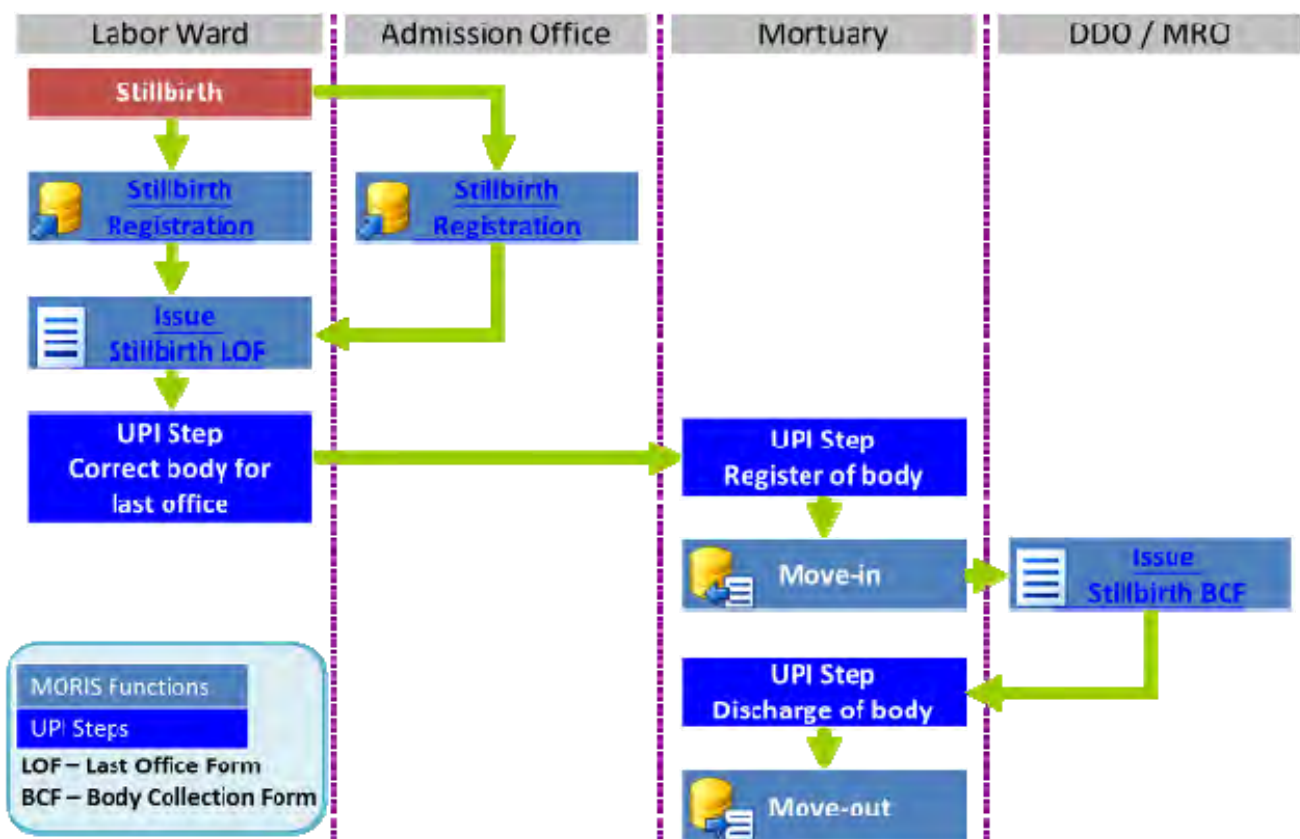 Labor Ward
Admission Office
Mortuary
DDO / MRO
Stillbirth
Stillbirth
Registration
Stillbirth
Registration
Issue
Stillbirth LOF
UPI Step
Correct body for
last office
UPI Step
Register of body
Move-in
Issue
Stillbirth BCF
UPI Step
Discharge of body
Move-out
MORIS Functions
UPI Steps
LOF – Last Office Form
BCF – Body Collection Form